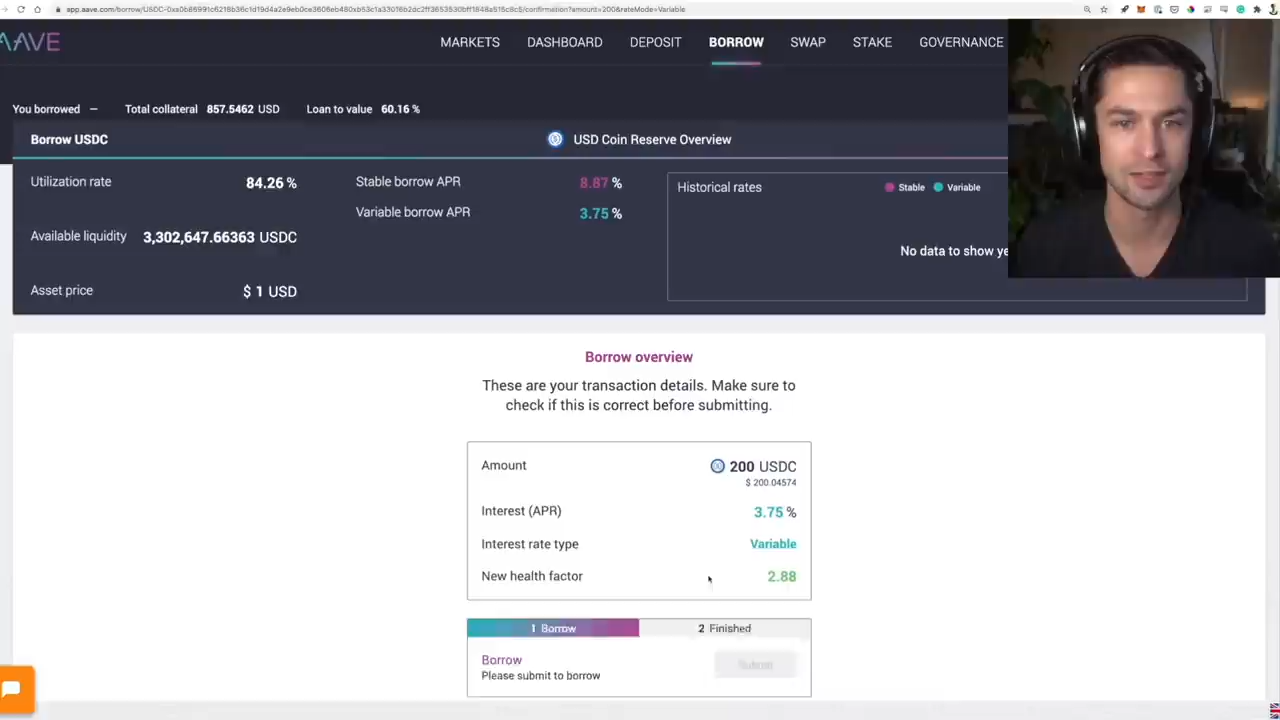 AAVE
MARKETS DASHBOARD DEPOSIT BORROW SWAP STAKE GOVERNANCE
You borrowed – Total collateral 857.5462 USD Loan to value 60.16 %
Borrow USDC
USD Coin Reserve Overview
Utilization rate 84.26 %
Stable borrow APR 8.87 %
Variable borrow APR 3.75 %
Available liquidity 3,302,647.66363 USDC
Asset price $ 1 USD
Historical rates Stable Variable
No data to show ye
Borrow overview
These are your transaction details. Make sure to
check if this is correct before submitting.
Amount 200 USDC
$ 200.04574
Interest (APR) 3.75 %
Interest rate type Variable
New health factor 2.88
1 Borrow 2 Finished
Borrow Submit
Please submit to borrow